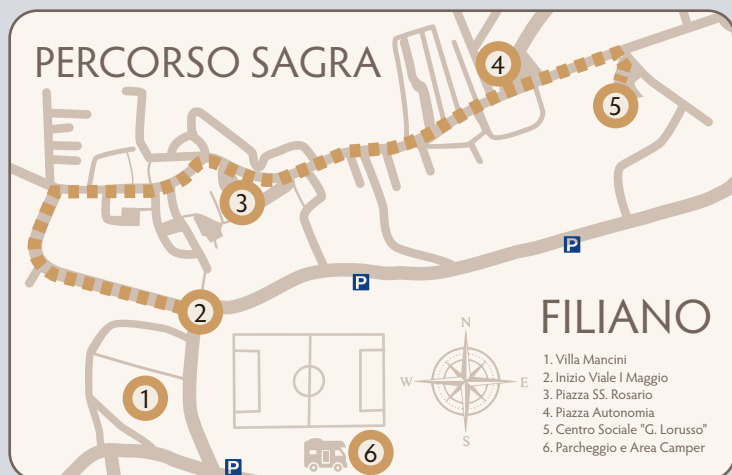 PERCORSO SAGRA
4
5
3
P
P
2
FILIANO
N
W
E
S
1. Villa Mancini
2. Inizio Viale I Maggio
3. Piazza SS. Rosario
4. Piazza Autonomia
5. Centro Sociale "G. Lorusso"
6. Parcheggio e Area Camper
1
6
P